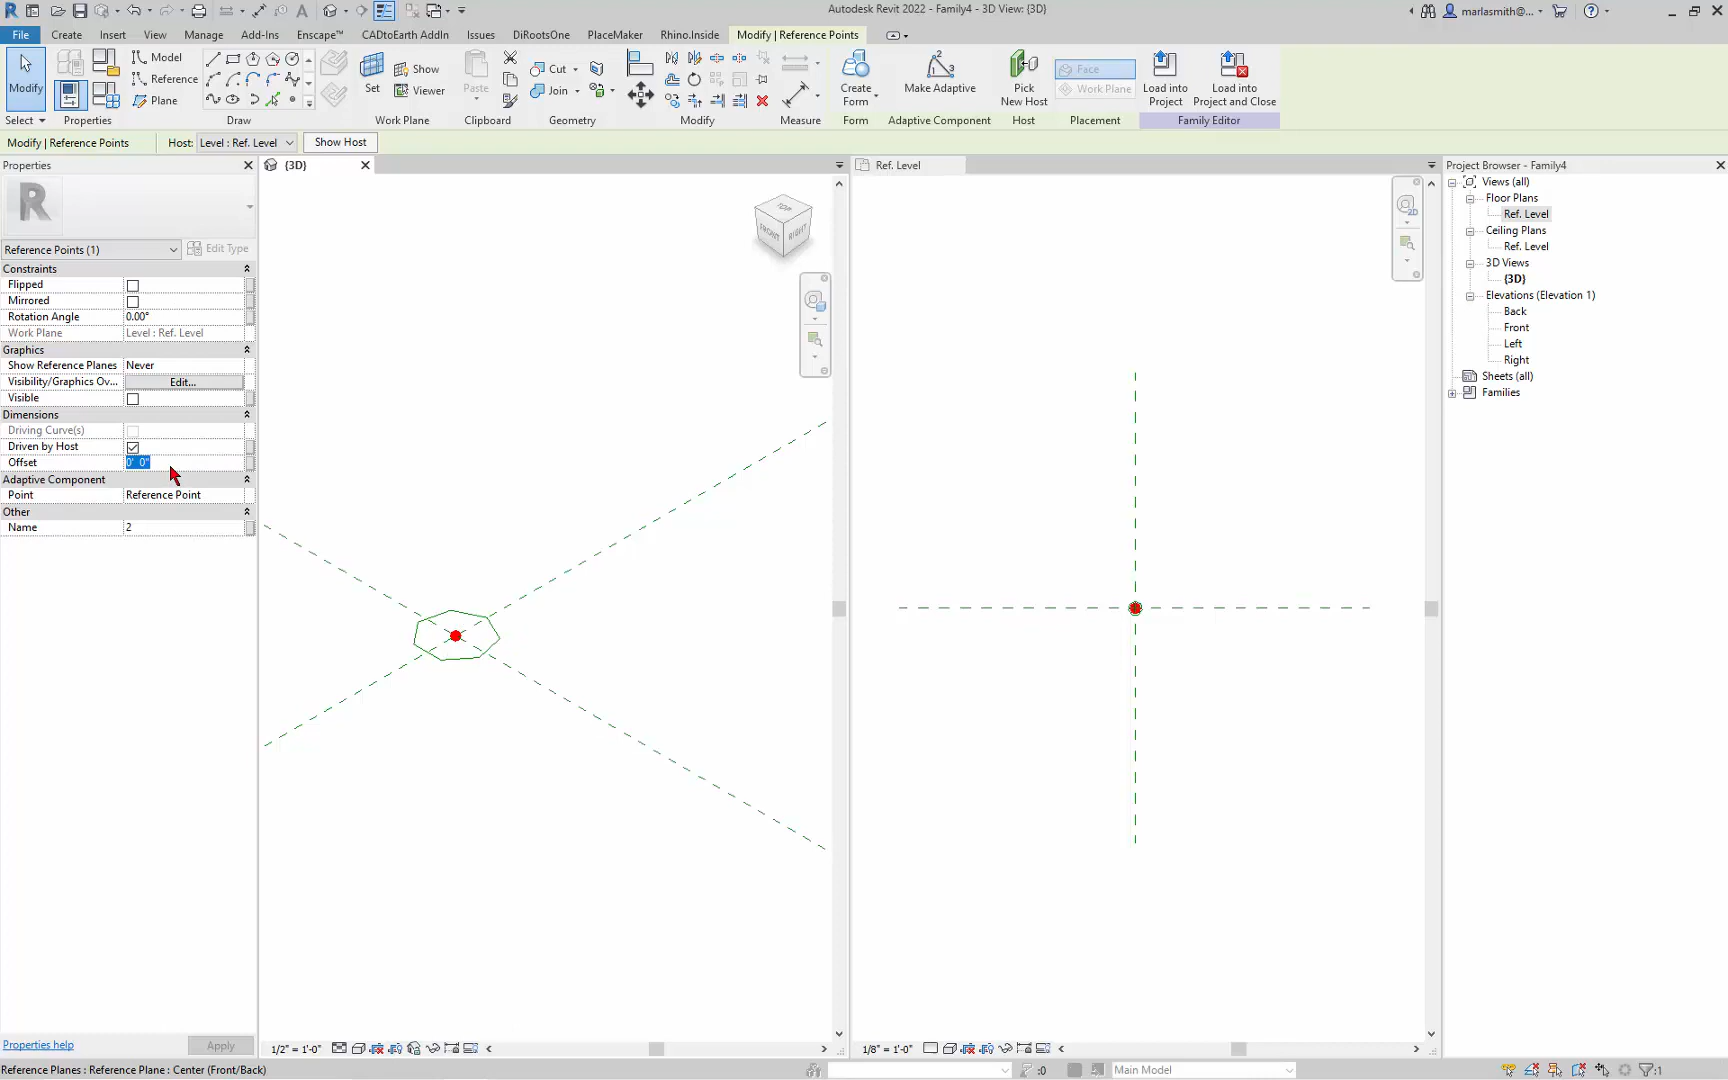 Autodesk Revit 2022 - Family4 - 3D View: {3D}
marlasmith@...
File Create Insert View Manage Add-Ins Enscape™ CADtoEarth AddIn Issues DiRootsOne PlaceMaker Rhino.Inside Modify | Reference Points
Modify
Model
Reference
Plane
Set
Show
Viewer
Paste
Cut
Join
Create Form
Make Adaptive
Pick New Host
Face
Work Plane
Load into Project
Load into Project and Close
Select Properties Draw Work Plane Clipboard Geometry Modify Measure Form Adaptive Component Host Placement Family Editor
Modify | Reference Points Host: Level : Ref. Level Show Host
Properties
R
Reference Points (1) Edit Type
Constraints
Flipped
Mirrored
Rotation Angle 0.00°
Work Plane Level : Ref. Level
Graphics
Show Reference Planes Never
Visibility/Graphics Ov... Edit...
Visible
Dimensions
Driving Curve(s)
Driven by Host
Offset 0' 0"
Adaptive Component
Point Reference Point
Other
Name 2
Properties help Apply
{3D}
TOP
FRONT
RIGHT
1/2" = 1'-0"
Ref. Level
2D
1/8" = 1'-0"
Project Browser - Family4
Views (all)
Floor Plans
Ref. Level
Ceiling Plans
Ref. Level
3D Views
{3D}
Elevations (Elevation 1)
Back
Front
Left
Right
Sheets (all)
Families
Reference Planes : Reference Plane : Center (Front/Back)
:0
Main Model
:1